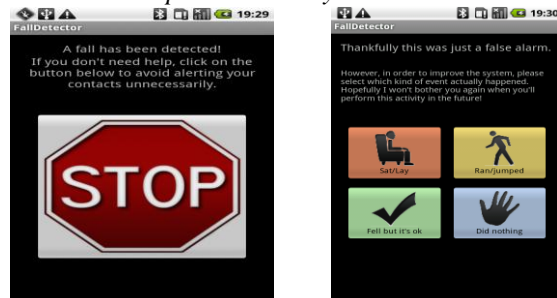 19:29
FallDetector
A fall has been detected!
If you don't need help, click on the
button below to avoid alerting your
contacts unnecessarily.
STOP
19:30
FallDetector
Thankfully this was just a false alarm.
However, in order to improve the system, please
select which kind of event actually happened.
Hopefully I won't bother you again when you'll
perform this activity in the future!
Sat/Lay
Ran/Jumped
Fell but it's ok
Did nothing